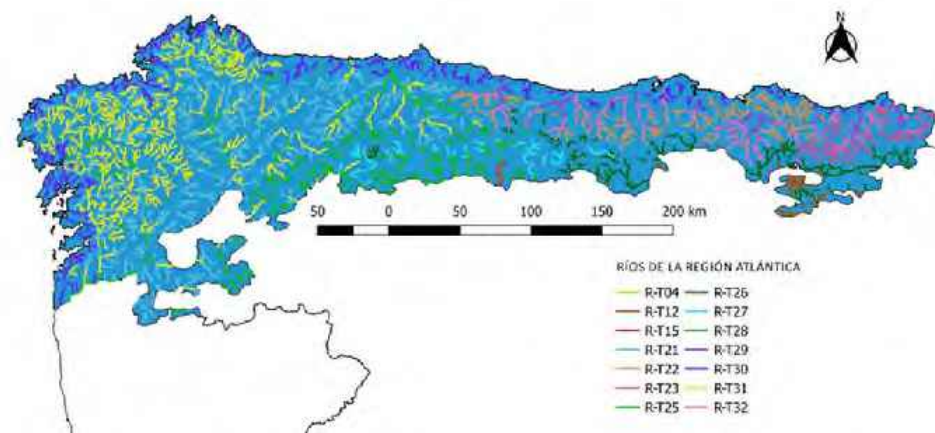 N
50 0 50 100 150 200 km
RÍOS DE LA REGIÓN ATLÁNTICA
R-T04 R-T26
R-T12 R-T27
R-T15 R-T28
R-T21 R-T29
R-T22 R-T30
R-T23 R-T31
R-T25 R-T32